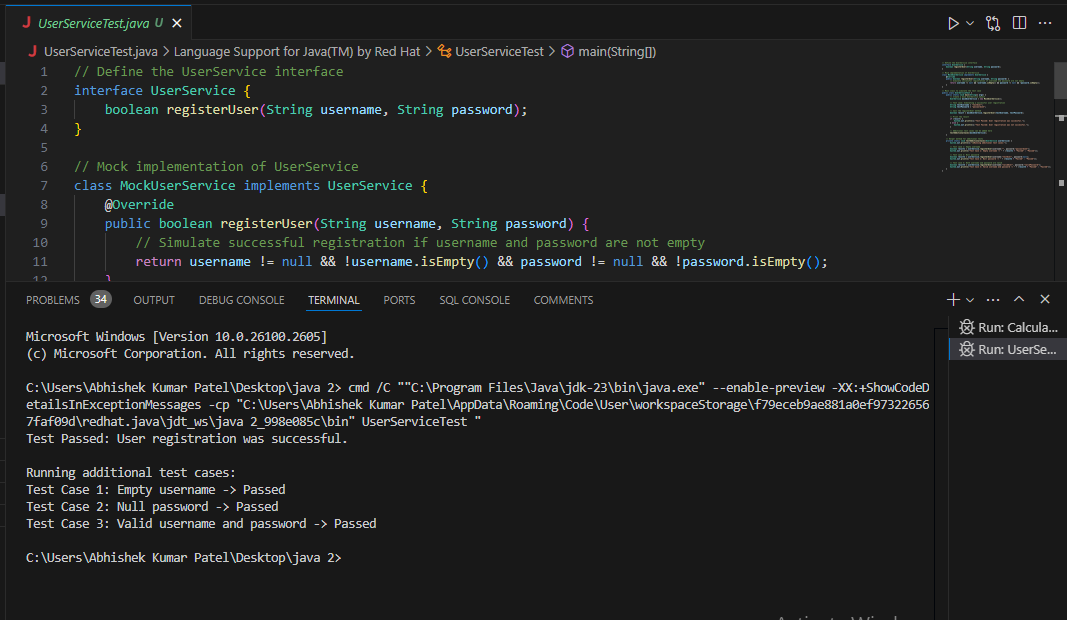 UserServiceTest.java U
UserServiceTest.java > Language Support for Java(TM) by Red Hat > UserServiceTest > main(String[])
1 // Define the UserService interface
2 interface UserService {
3 boolean registerUser(String username, String password);
4 }
5
6 // Mock implementation of UserService
7 class MockUserService implements UserService {
8 @Override
9 public boolean registerUser(String username, String password) {
10 // Simulate successful registration if username and password are not empty
11 return username != null && !username.isEmpty() && password != null && !password.isEmpty();
12 }
PROBLEMS 34 OUTPUT DEBUG CONSOLE TERMINAL PORTS SQL CONSOLE COMMENTS
Run: Calcula...
Run: UserSe...
Microsoft Windows [Version 10.0.26100.2605]
(c) Microsoft Corporation. All rights reserved.
C:\Users\Abhishek Kumar Patel\Desktop\java 2> cmd /C ""C:\Program Files\Java\jdk-23\bin\java.exe" --enable-preview -XX:+ShowCodeD
etailsInExceptionMessages -cp "C:\Users\Abhishek Kumar Patel\AppData\Roaming\Code\User\workspaceStorage\f79eceb9ae881a0ef97322656
7faf09d\redhat.java\jdt_ws\java 2_998e085c\bin" UserServiceTest "
Test Passed: User registration was successful.
Running additional test cases:
Test Case 1: Empty username -> Passed
Test Case 2: Null password -> Passed
Test Case 3: Valid username and password -> Passed
C:\Users\Abhishek Kumar Patel\Desktop\java 2>